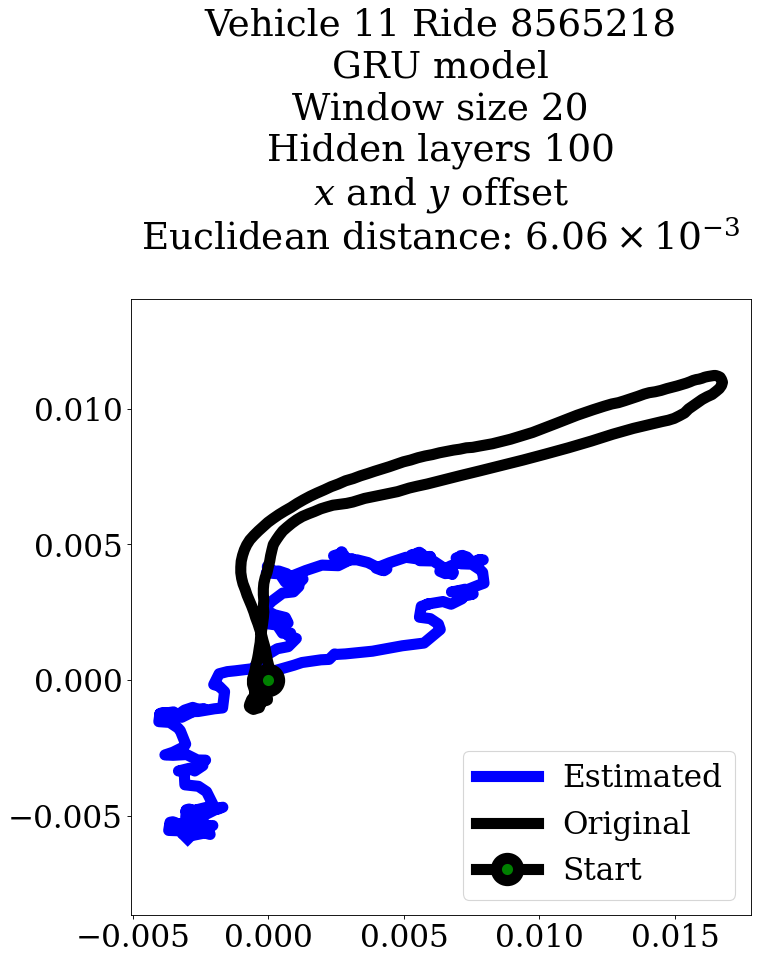 Vehicle 11 Ride 8565218
GRU model
Window size 20
Hidden layers 100
x and y offset
Euclidean distance: 6.06 × 10⁻³
0.010
0.005
0.000
−0.005
Estimated
Original
Start
−0.005 0.000 0.005 0.010 0.015